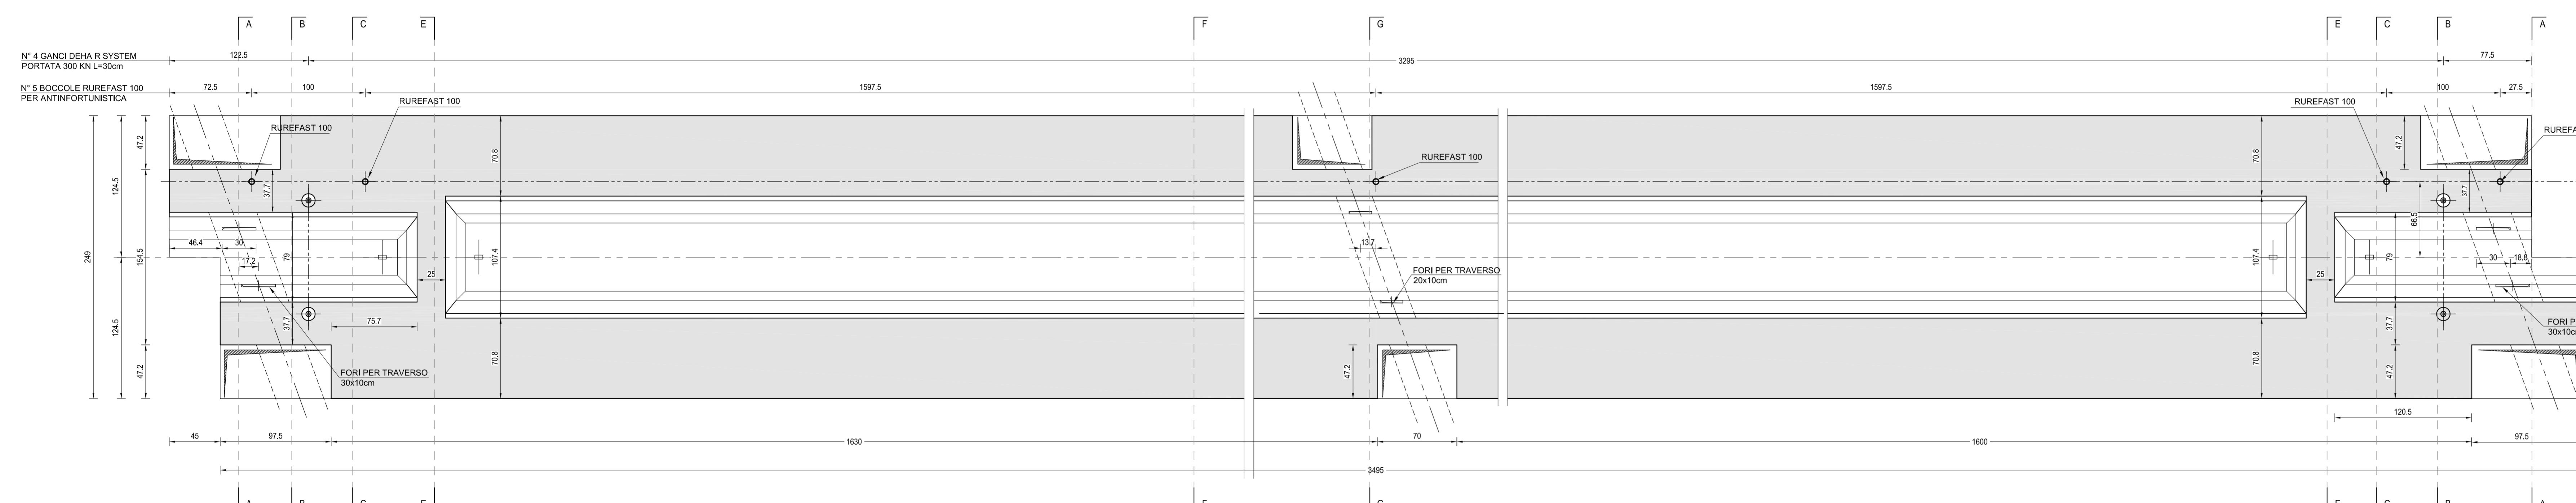 A B C E F G E C B A
N° 4 GANCI DEHA R SYSTEM
PORTATA 300 KN L=30cm
122.5 3295 77.5
N° 5 BOCCOLE RUREFAST 100
PER ANTINFORTUNISTICA
72.5 100 1597.5 1597.5 100 27.5
RUREFAST 100
RUREFAST 100
RUREFAST 100
RUREFAST 100
RUREFA
47.2 70.8 70.8 47.2
124.5 37.7 37.7
66.5
249 154.5
46.4 30 79 107.4 13.7 107.4 79 30 18.8
17.2
25 25
FORI PER TRAVERSO
20x10cm
124.5 37.7 75.7 37.7
FORI P
30x10c
47.2 70.8 47.2 70.8 47.2
FORI PER TRAVERSO
30x10cm
120.5
45 97.5 1630 70 1600 97.5
3495
A B C E F G E C B A